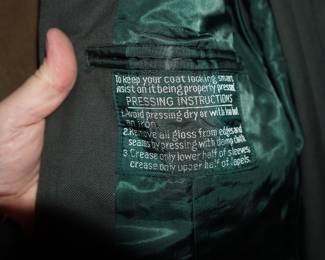 To keep your coat looking smart
insist on it being properly pressed
PRESSING INSTRUCTIONS
1. Avoid pressing dry or with too hot
an iron.
2. Remove all gloss from edges and
seams by pressing with damp cloth.
3. Crease only lower half of sleeves,
crease only upper half of lapels.